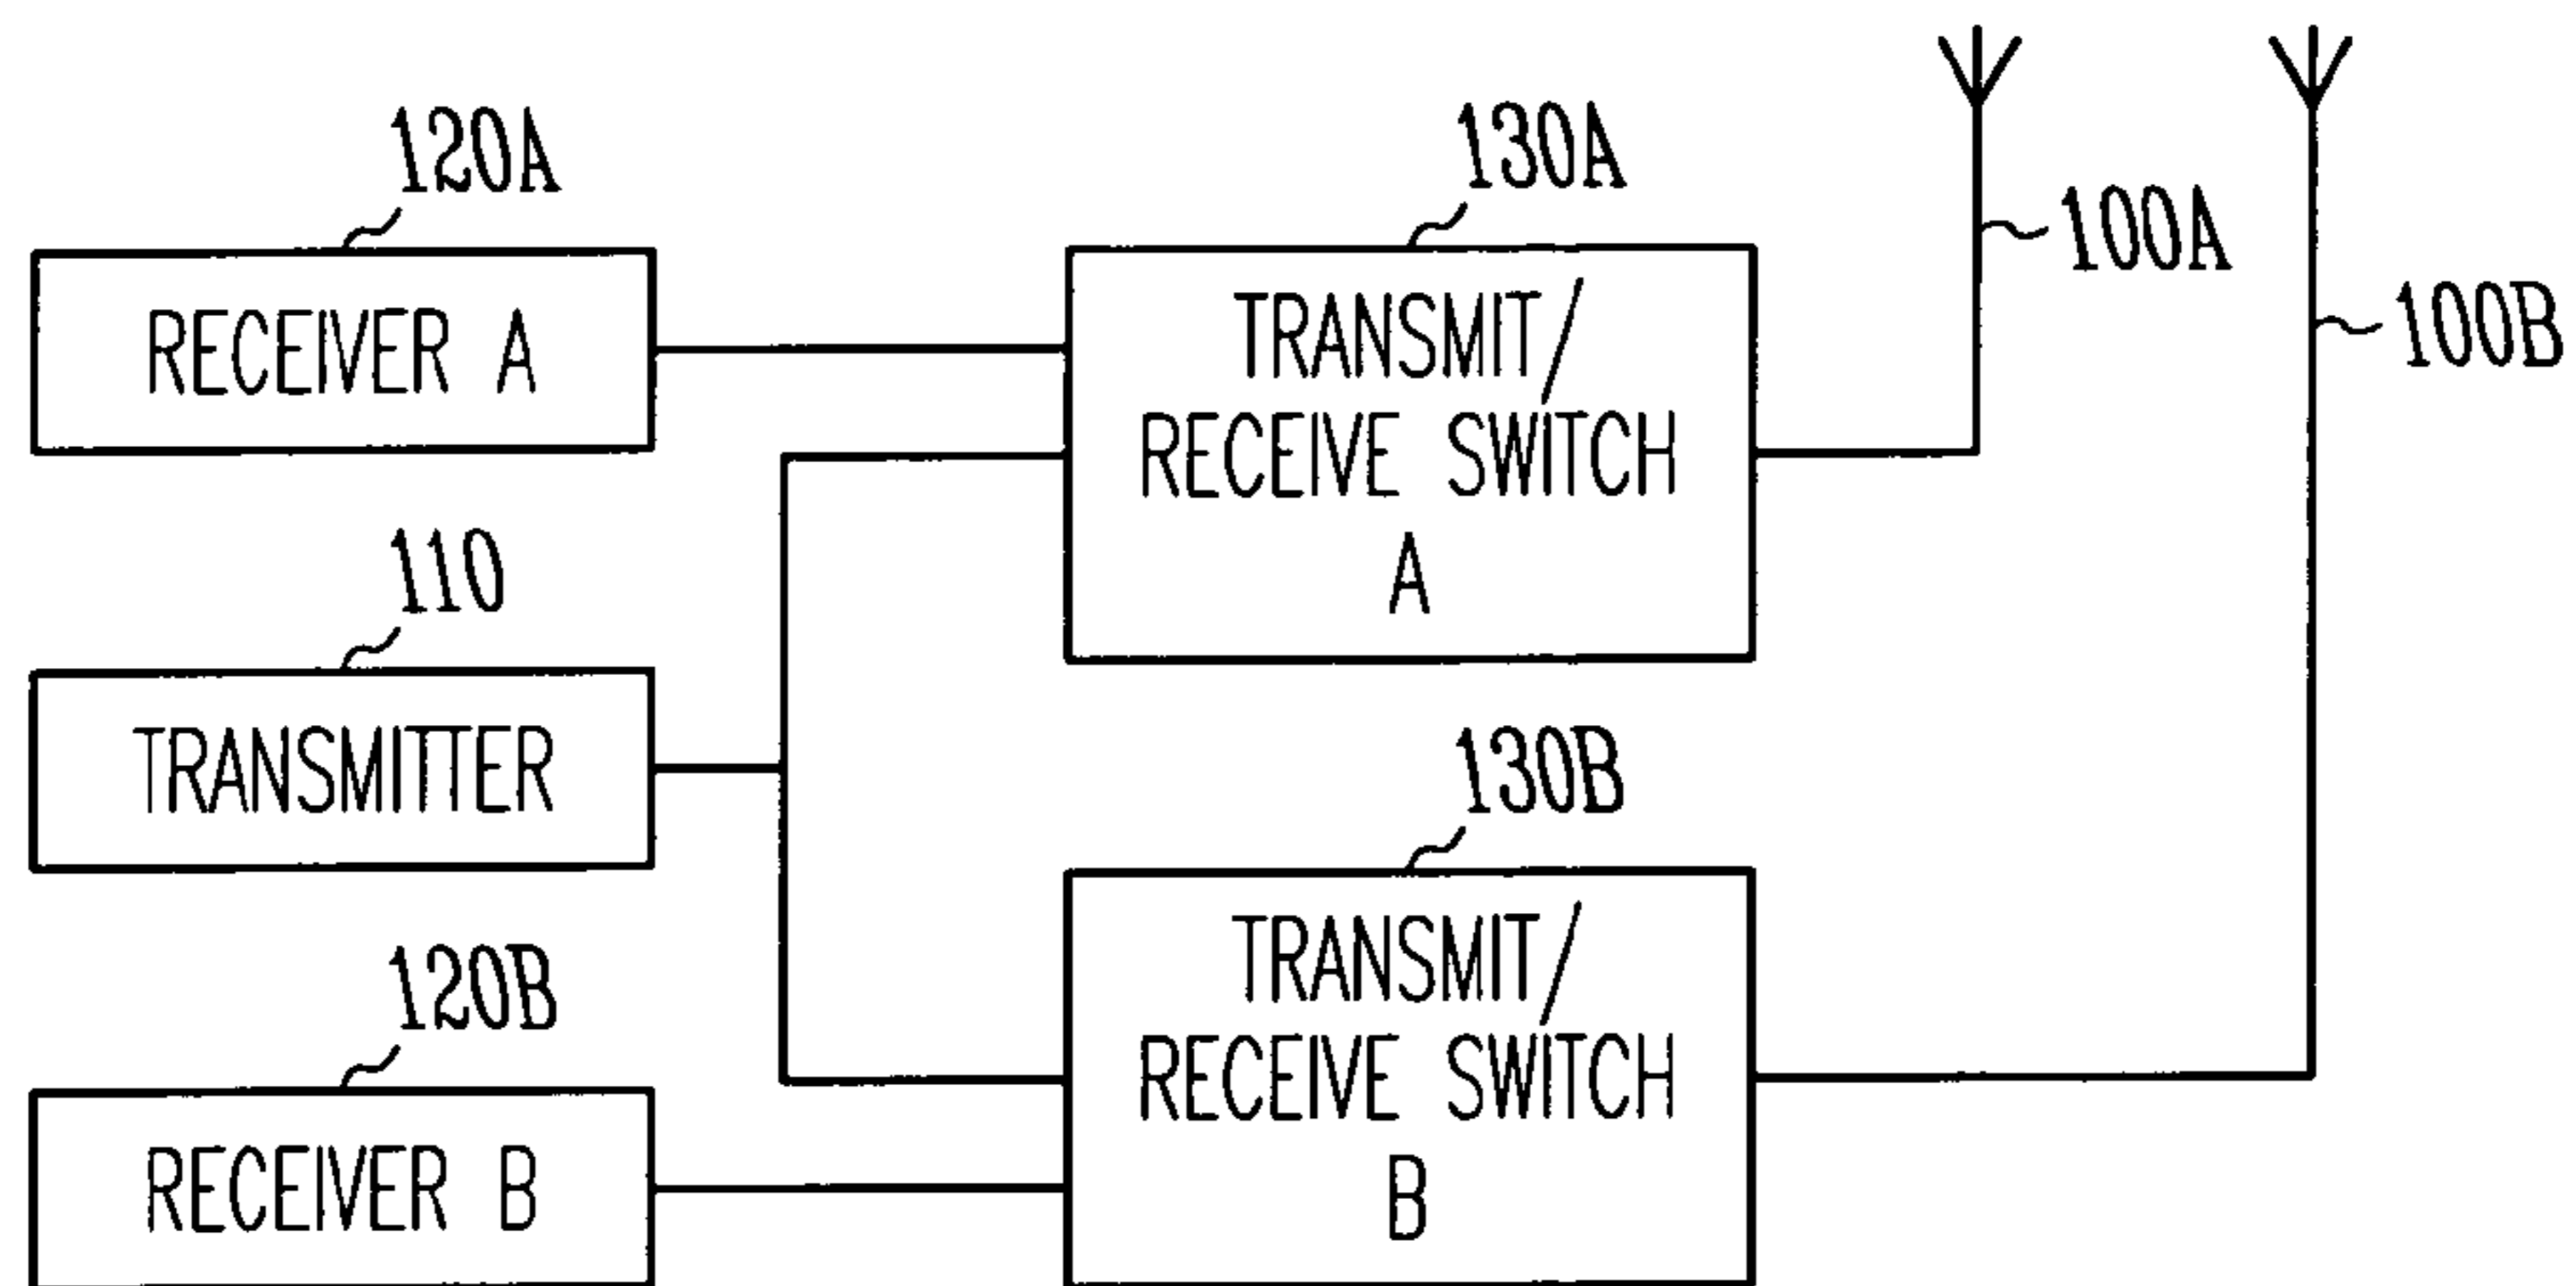 120A
RECEIVER A
130A
TRANSMIT/
RECEIVE SWITCH
A
100A
100B
110
TRANSMITTER
130B
TRANSMIT/
RECEIVE SWITCH
B
120B
RECEIVER B